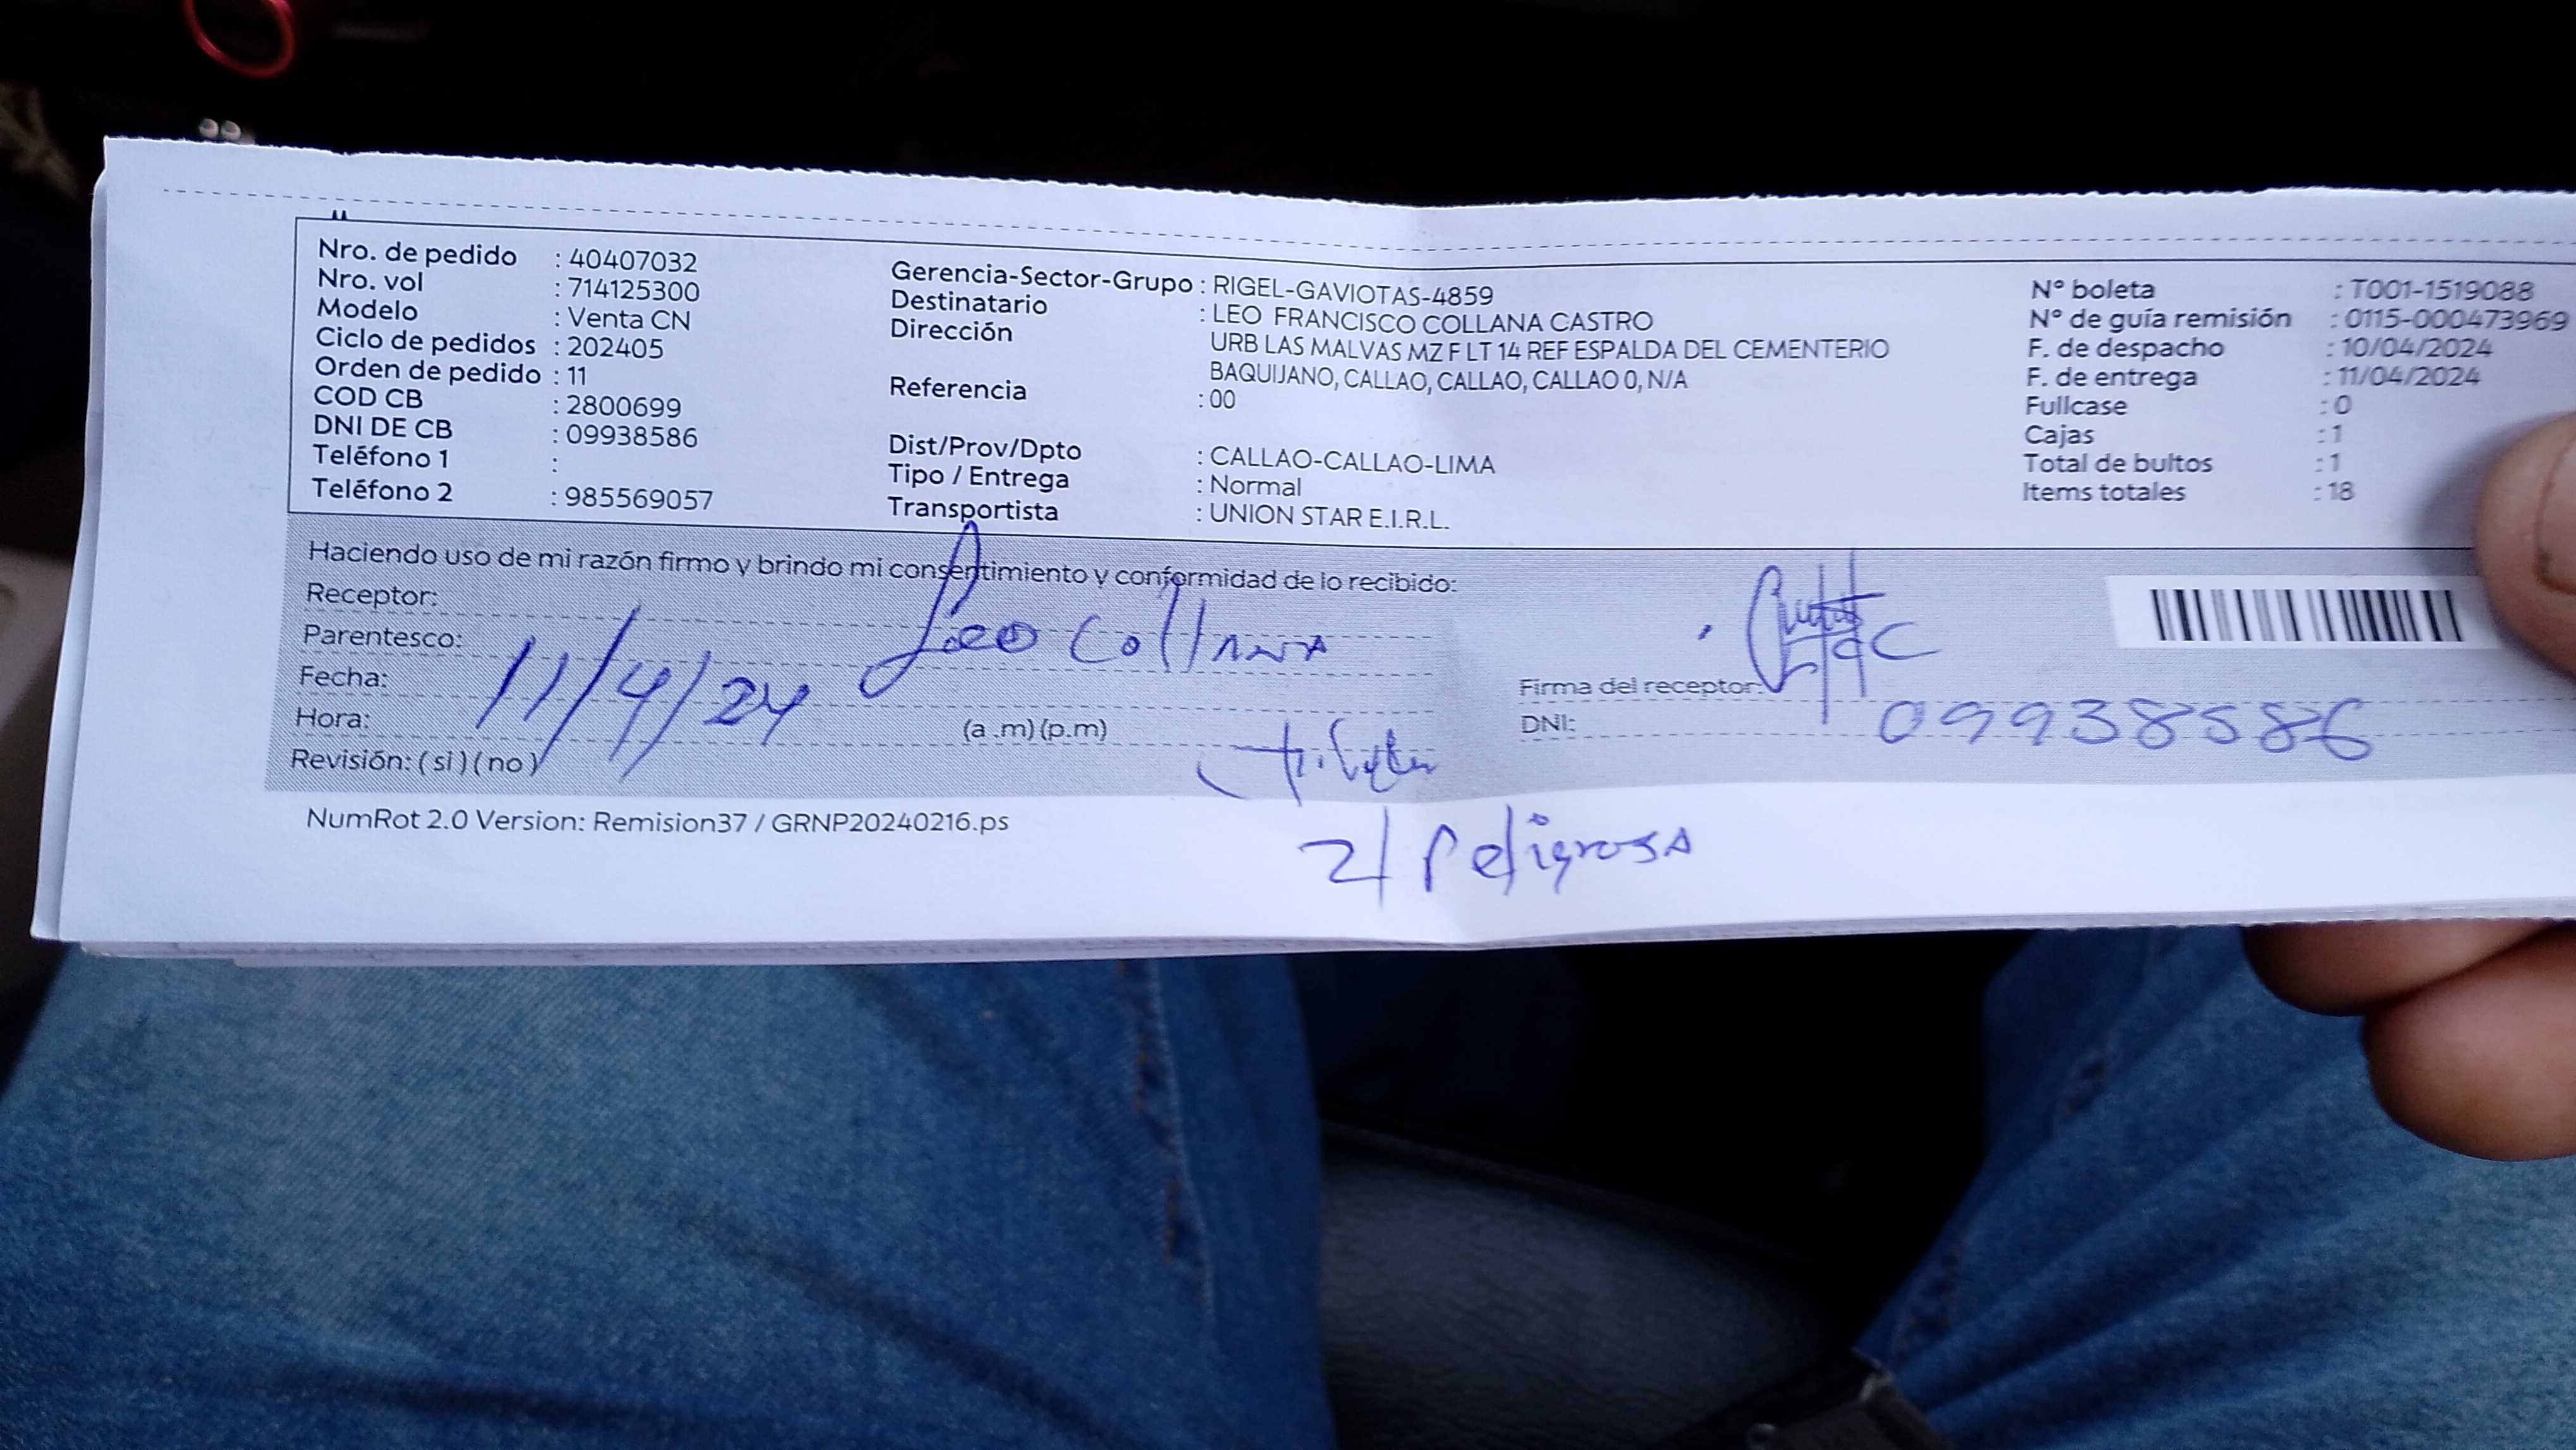 Nro. de pedido : 40407032
Nro. vol : 714125300
Modelo : Venta CN
Ciclo de pedidos : 202405
Orden de pedido : 11
COD CB : 2800699
DNI DE CB : 09938586
Teléfono 1 :
Teléfono 2 : 985569057
Gerencia-Sector-Grupo : RIGEL-GAVIOTAS-4859
Destinatario : LEO FRANCISCO COLLANA CASTRO
Dirección URB LAS MALVAS MZ F LT 14 REF ESPALDA DEL CEMENTERIO
BAQUIJANO, CALLAO, CALLAO, CALLAO 0, N/A
Referencia : 00
Dist/Prov/Dpto : CALLAO-CALLAO-LIMA
Tipo / Entrega : Normal
Transportista : UNION STAR E.I.R.L.
N° boleta : T001-1519088
N° de guía remisión : 0115-000473969
F. de despacho : 10/04/2024
F. de entrega : 11/04/2024
Fullcase : 0
Cajas : 1
Total de bultos : 1
Items totales : 18
Haciendo uso de mi razón firmo y brindo mi consentimiento y conformidad de lo recibido:
Receptor:
Parentesco: Leo Collana
Fecha: 11/4/24
Hora: (a .m) (p.m)
Revisión: ( si ) ( no )
Firma del receptor:
DNI: 09938586
z/ Peligrosa
NumRot 2.0 Version: Remision37 / GRNP20240216.ps